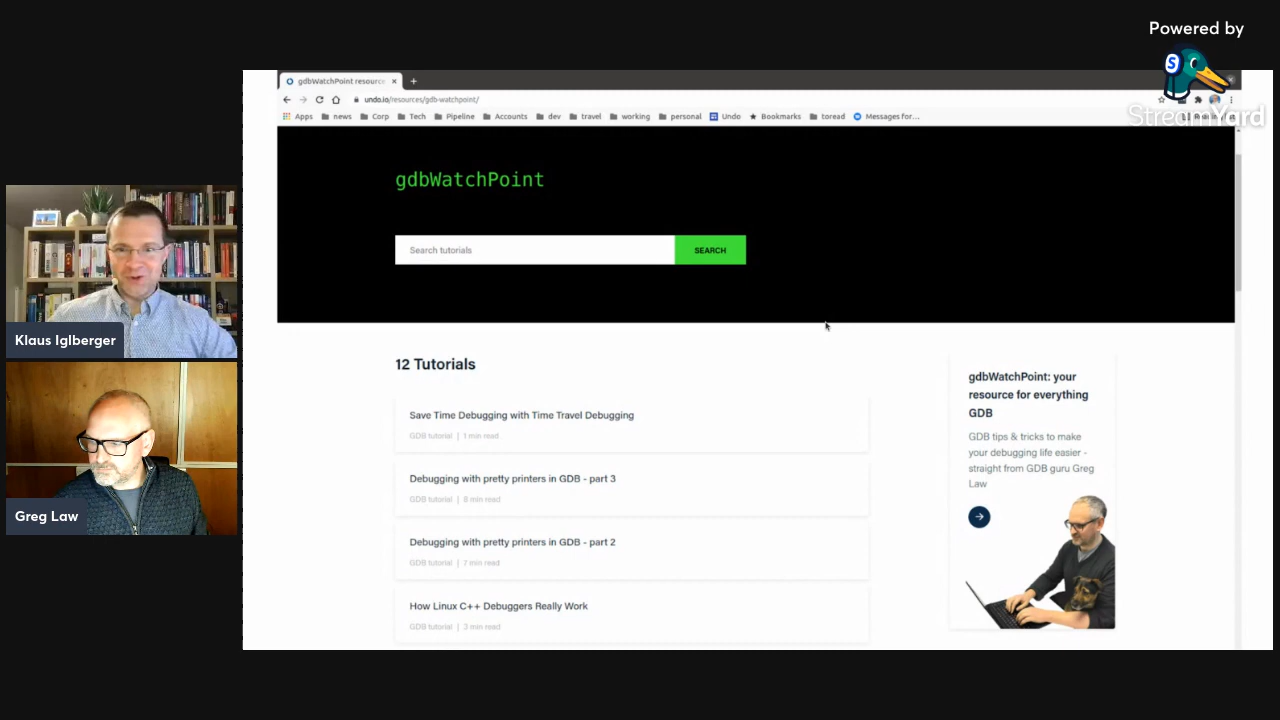 Powered by
S
StreamYard
gdbWatchPoint resource
undo.io/resources/gdb-watchpoint/
Apps news Corp Tech Pipeline Accounts dev travel working personal Undo Bookmarks toread Messages for...
gdbWatchPoint
Search tutorials SEARCH
12 Tutorials
Save Time Debugging with Time Travel Debugging
GDB tutorial | 1 min read
Debugging with pretty printers in GDB - part 3
GDB tutorial | 8 min read
Debugging with pretty printers in GDB - part 2
GDB tutorial | 7 min read
How Linux C++ Debuggers Really Work
GDB tutorial | 3 min read
gdbWatchPoint: your
resource for everything
GDB
GDB tips & tricks to make
your debugging life easier -
straight from GDB guru Greg
Law
Klaus Iglberger
Greg Law